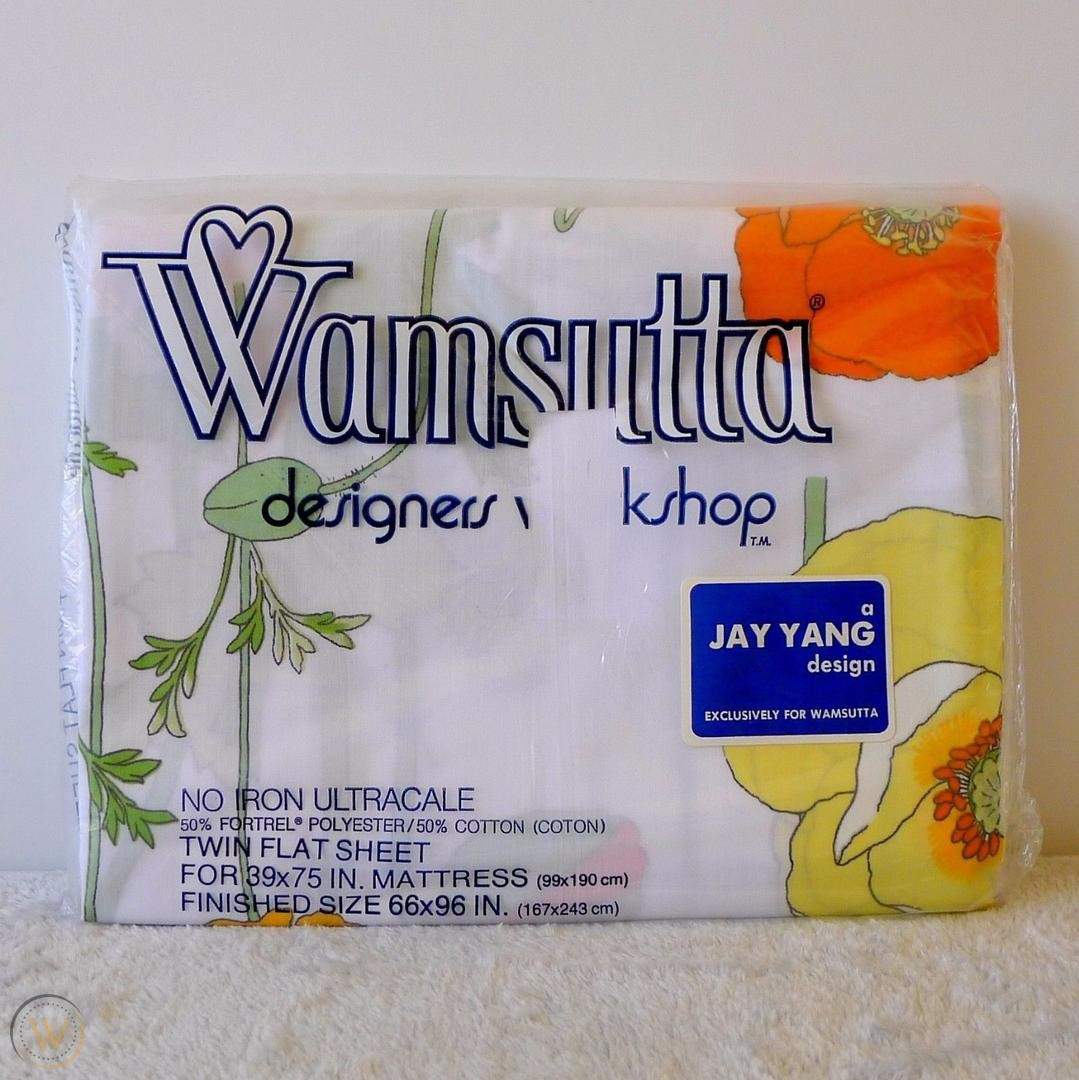 Wamsutta®
designers w kshop T.M.
a
JAY YANG
design
EXCLUSIVELY FOR WAMSUTTA
NO IRON ULTRACALE
50% FORTREL® POLYESTER/50% COTTON (COTON)
TWIN FLAT SHEET
FOR 39x75 IN. MATTRESS (99x190 cm)
FINISHED SIZE 66x96 IN. (167x243 cm)
W